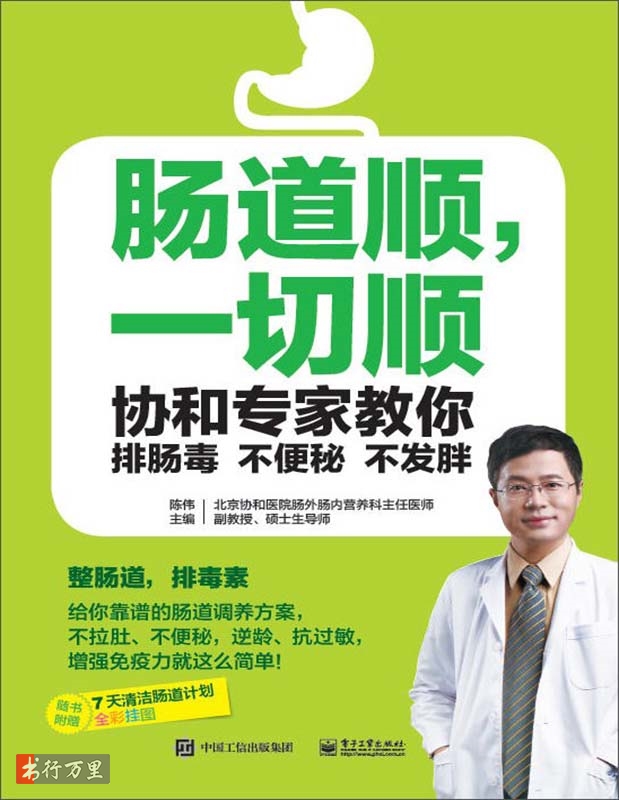 肠道顺，
一切顺
协和专家教你
排肠毒 不便秘 不发胖
陈伟 主编
北京协和医院肠外肠内营养科主任医师
副教授、硕士生导师
整肠道，排毒素
给你靠谱的肠道调养方案，
不拉肚、不便秘，逆龄、抗过敏，
增强免疫力就这么简单！
随书
附赠
7天清洁肠道计划
全彩挂图
中国工信出版集团
电子工业出版社
http://www.phei.com.cn
书行万里